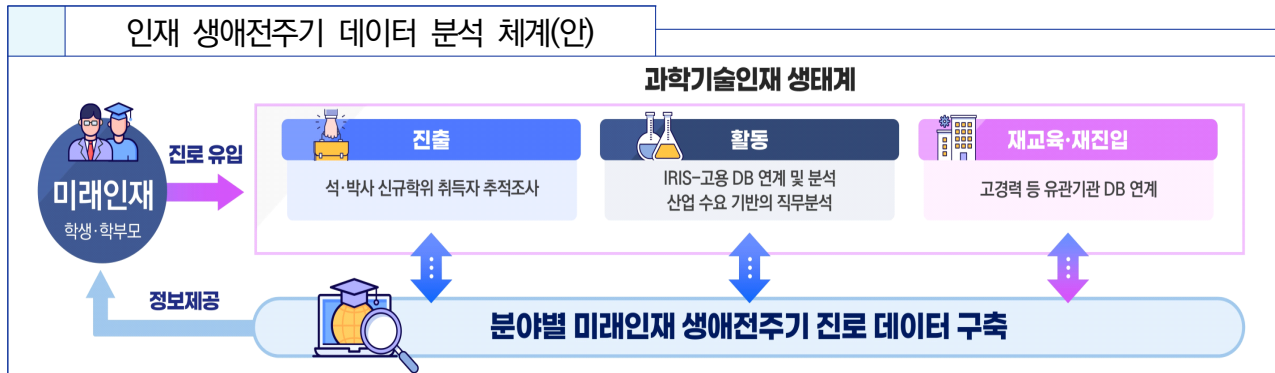 인재 생애전주기 데이터 분석 체계(안)
과학기술인재 생태계
미래인재
학생·학부모
진로 유입
진출
석·박사 신규학위 취득자 추적조사
활동
IRIS-고용 DB 연계 및 분석
산업 수요 기반의 직무분석
재교육·재진입
고경력 등 유관기관 DB 연계
정보제공
분야별 미래인재 생애전주기 진로 데이터 구축